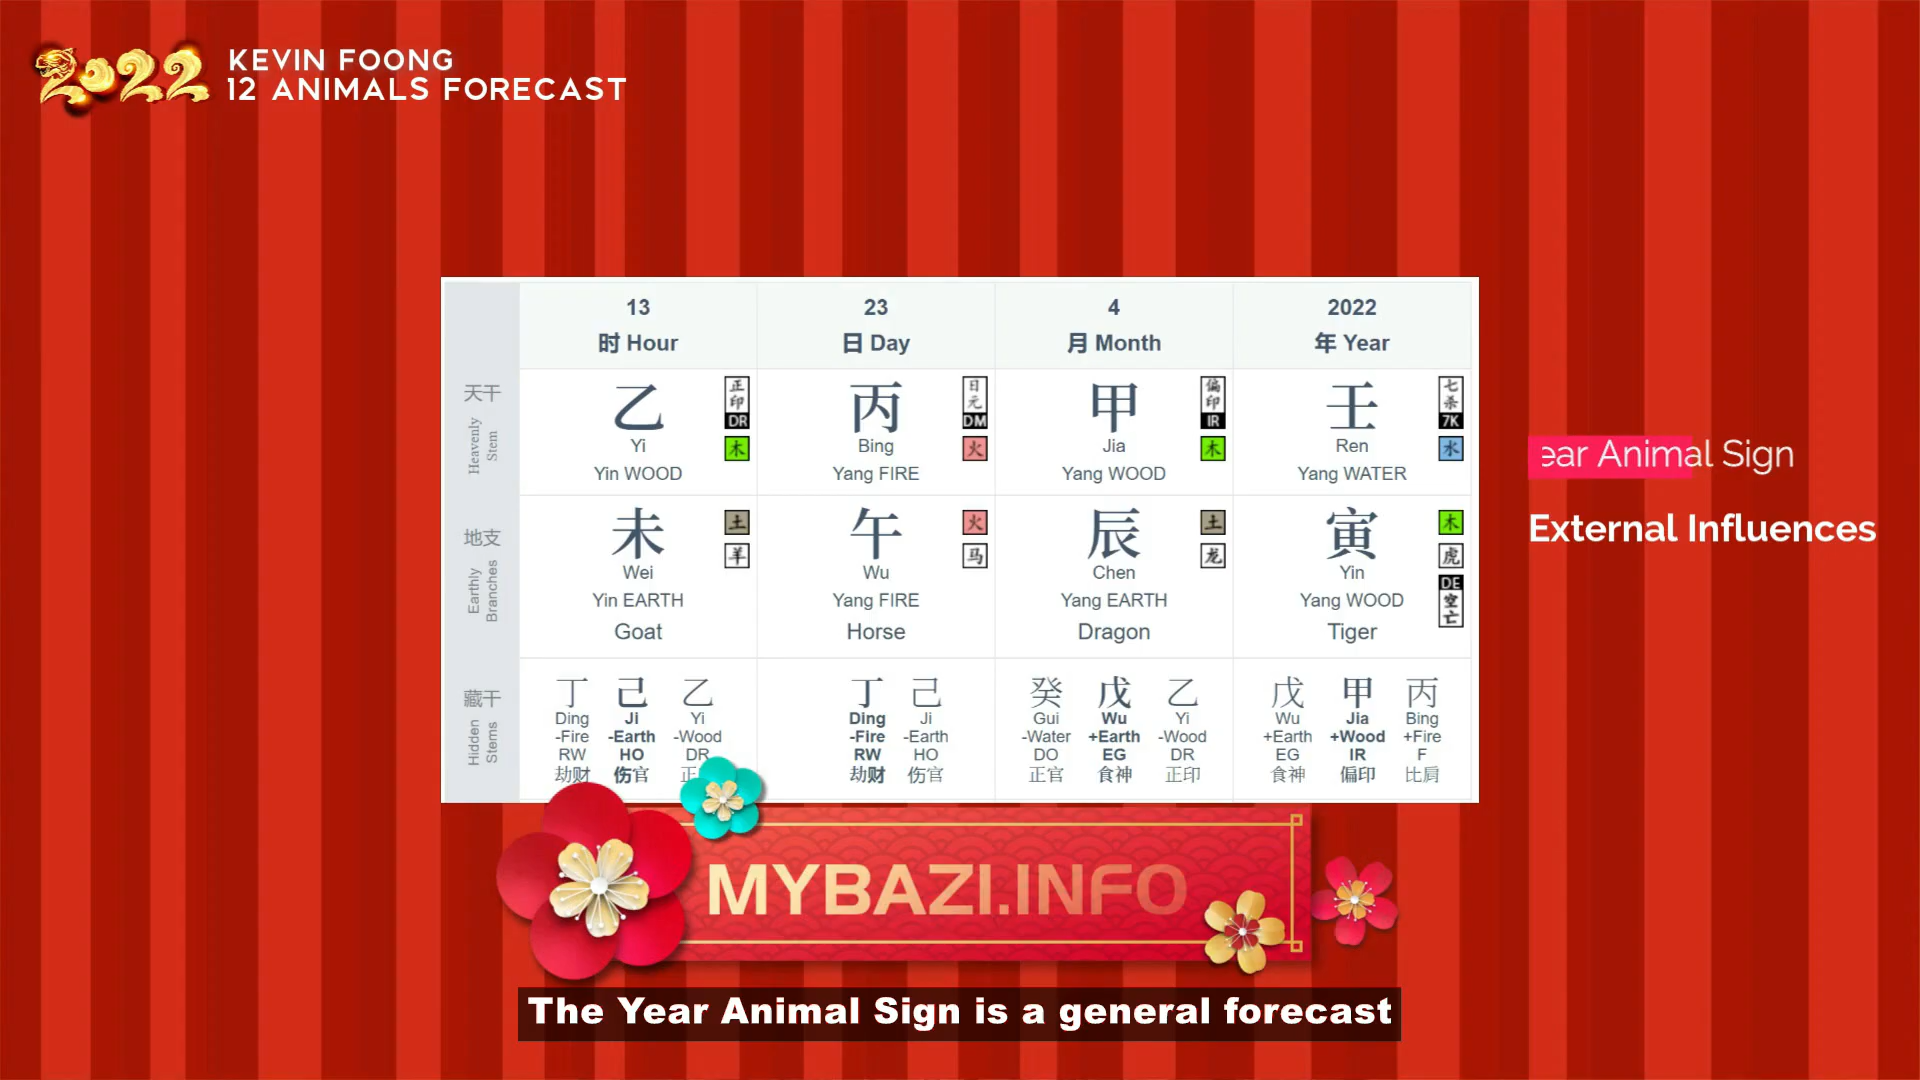 2022
KEVIN FOONG
12 ANIMALS FORECAST
13 23 4 2022
时 Hour 日 Day 月 Month 年 Year
天干
Heavenly
Stem
乙 正印 DR 丙 日元 DM 甲 偏印 IR 壬 七杀 7K
Yi 木 Bing 火 Jia 木 Ren 水
Yin WOOD Yang FIRE Yang WOOD Yang WATER
地支
Earthly
Branches
未 土 午 火 辰 土 寅 木
Wei 羊 Wu 马 Chen 龙 Yin 虎
Yin EARTH Yang FIRE Yang EARTH Yang WOOD DE 空亡
Goat Horse Dragon Tiger
藏干
Hidden
Stems
丁 己 乙 丁 己 癸 戊 乙 戊 甲 丙
Ding Ji Yi Ding Ji Gui Wu Yi Wu Jia Bing
-Fire -Earth -Wood -Fire -Earth -Water +Earth -Wood +Earth +Wood +Fire
RW HO DR RW HO DO EG DR EG IR F
劫财 伤官 正 劫财 伤官 正官 食神 正印 食神 偏印 比肩
ear Animal Sign
External Influences
MYBAZI.INFO
The Year Animal Sign is a general forecast